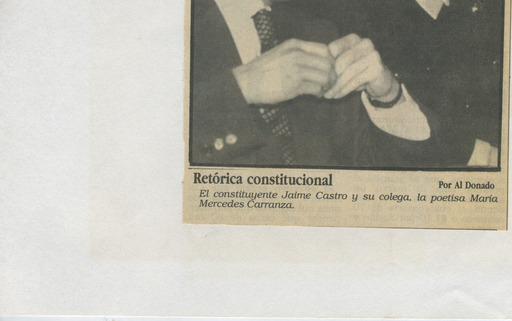 Retórica constitucional
Por Al Donado
El constituyente Jaime Castro y su colega, la poetisa María
Mercedes Carranza.